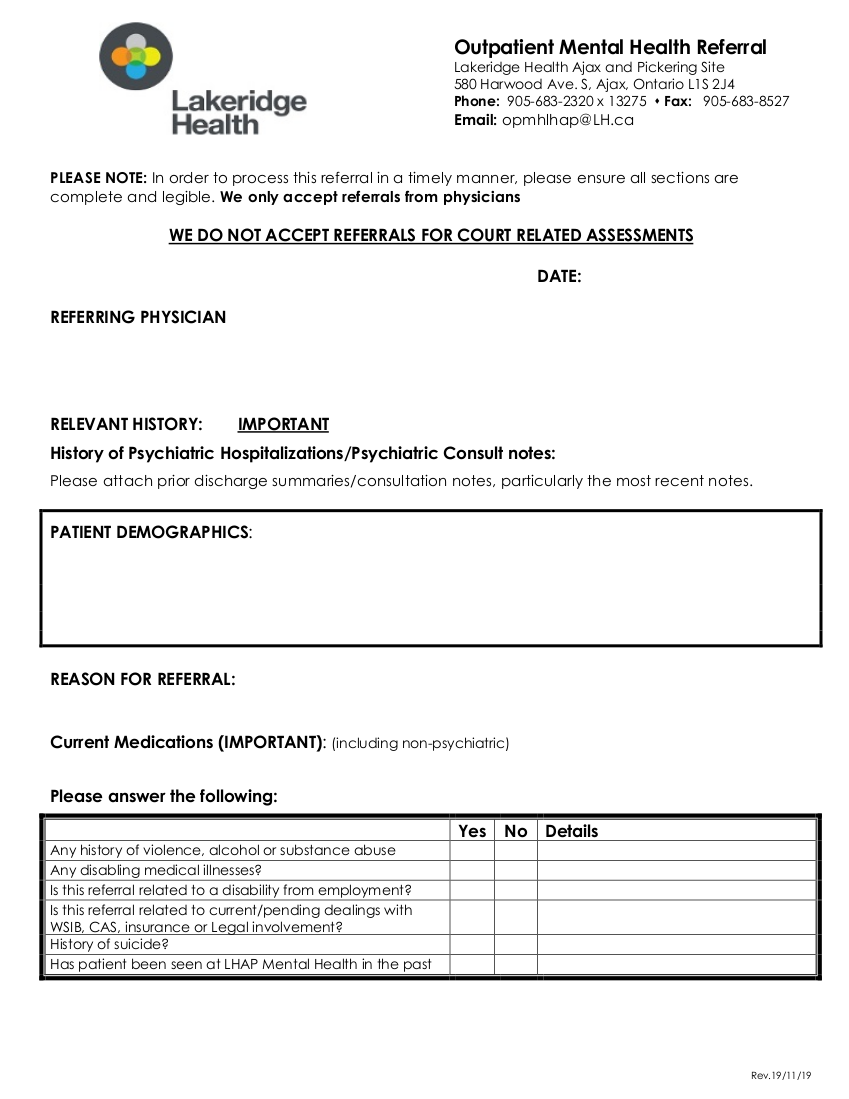 Lakeridge
Health
Outpatient Mental Health Referral
Lakeridge Health Ajax and Pickering Site
580 Harwood Ave. S, Ajax, Ontario L1S 2J4
Phone: 905-683-2320 x 13275 ♦ Fax: 905-683-8527
Email: opmhlhap@LH.ca
PLEASE NOTE: In order to process this referral in a timely manner, please ensure all sections are
complete and legible. We only accept referrals from physicians
WE DO NOT ACCEPT REFERRALS FOR COURT RELATED ASSESSMENTS
DATE:
REFERRING PHYSICIAN
RELEVANT HISTORY: IMPORTANT
History of Psychiatric Hospitalizations/Psychiatric Consult notes:
Please attach prior discharge summaries/consultation notes, particularly the most recent notes.
PATIENT DEMOGRAPHICS:
REASON FOR REFERRAL:
Current Medications (IMPORTANT): (including non-psychiatric)
Please answer the following:
Yes No Details
Any history of violence, alcohol or substance abuse
Any disabling medical illnesses?
Is this referral related to a disability from employment?
Is this referral related to current/pending dealings with
WSIB, CAS, insurance or Legal involvement?
History of suicide?
Has patient been seen at LHAP Mental Health in the past
Rev.19/11/19